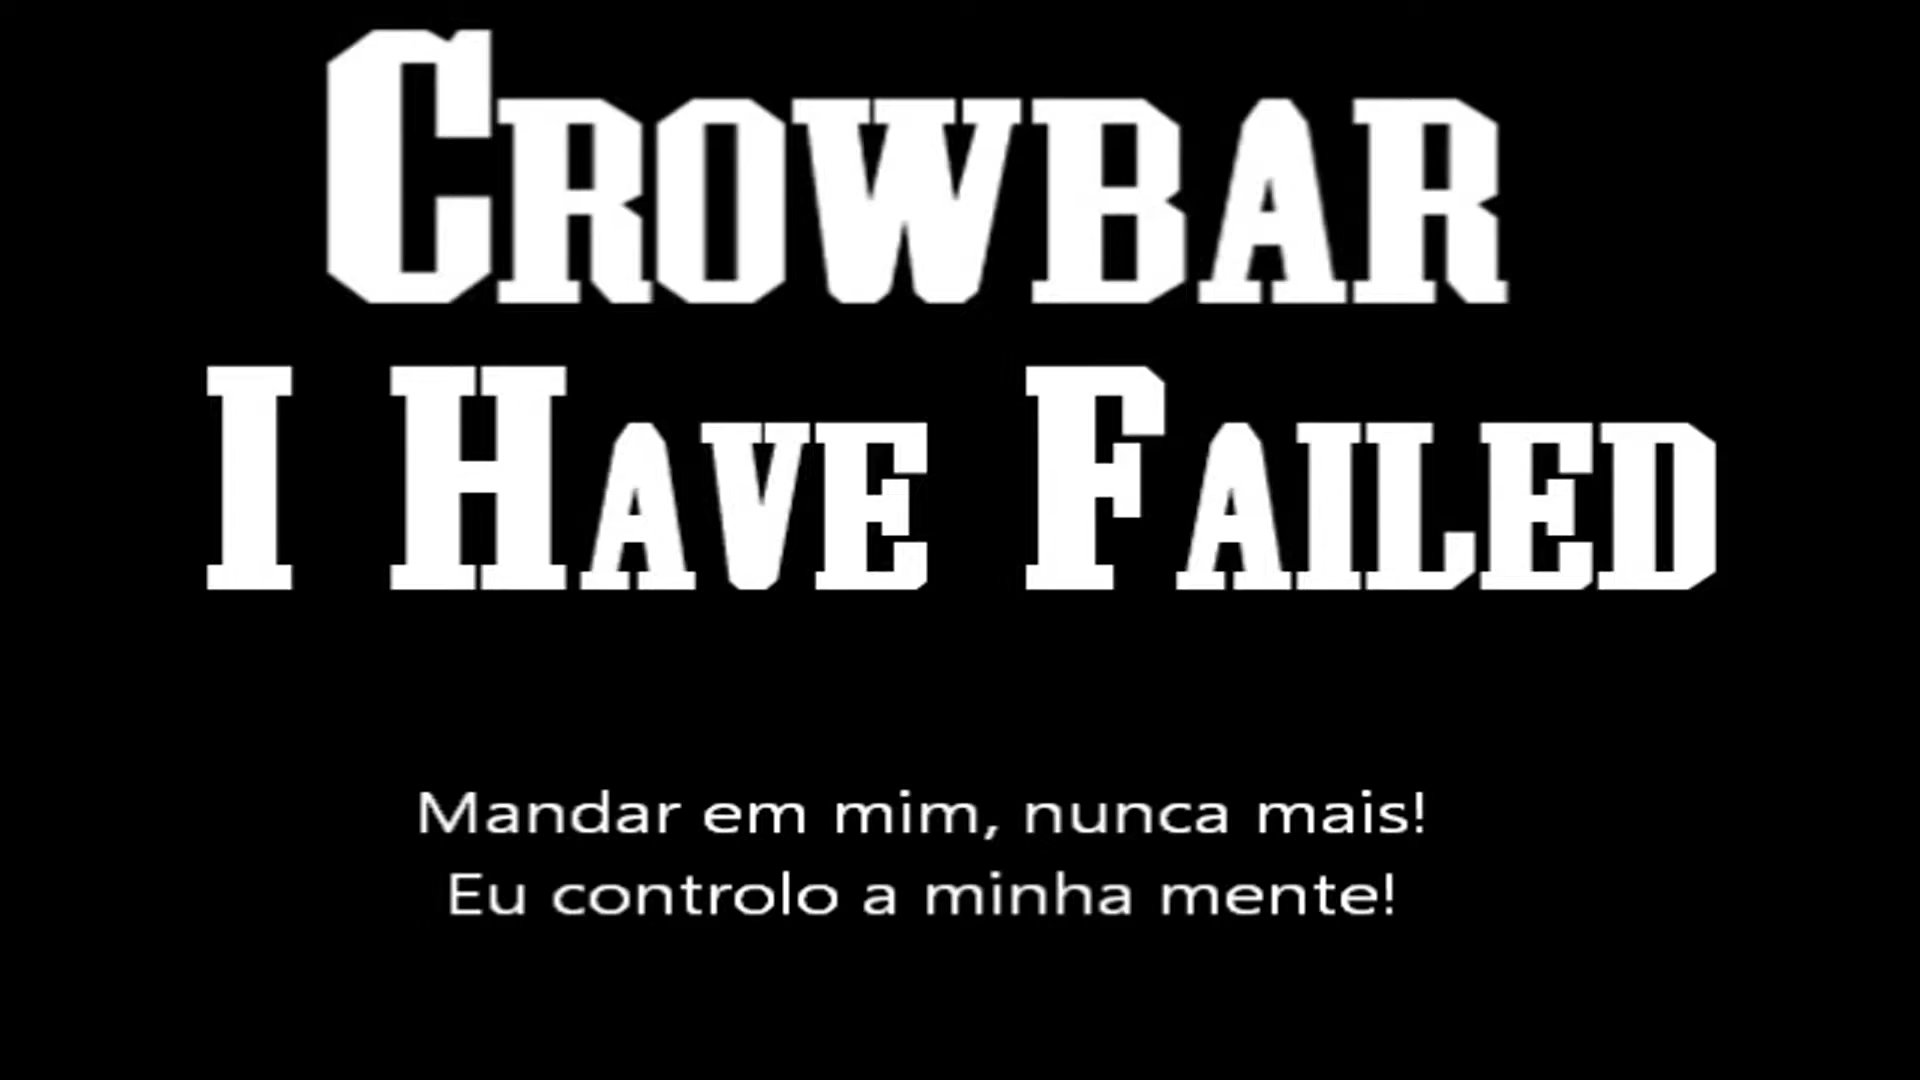 Crowbar
I Have Failed
Mandar em mim, nunca mais!
Eu controlo a minha mente!